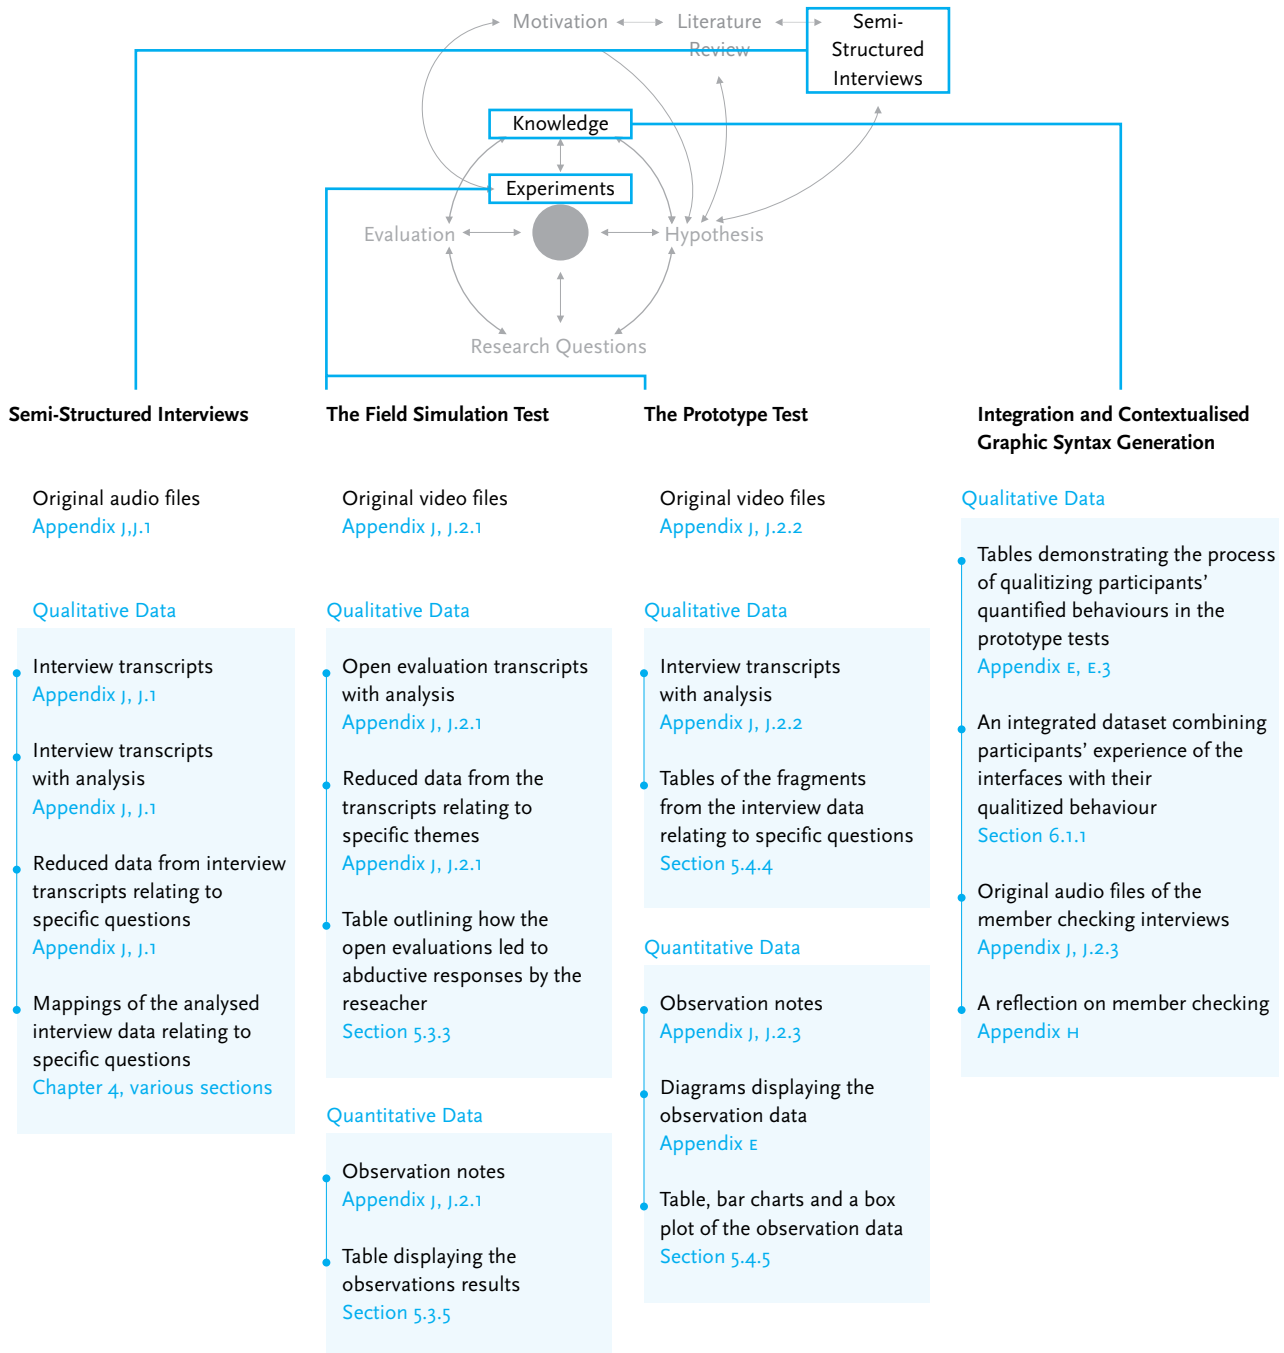 Motivation
Literature
Review
Semi-
Structured
Interviews
Knowledge
Experiments
Evaluation
Hypothesis
Research Questions
Semi-Structured Interviews
Original audio files
Appendix J,J.1
Qualitative Data
Interview transcripts
Appendix J, J.1
Interview transcripts
with analysis
Appendix J, J.1
Reduced data from interview
transcripts relating to
specific questions
Appendix J, J.1
Mappings of the analysed
interview data relating to
specific questions
Chapter 4, various sections
The Field Simulation Test
Original video files
Appendix J, J.2.1
Qualitative Data
Open evaluation transcripts
with analysis
Appendix J, J.2.1
Reduced data from the
transcripts relating to
specific themes
Appendix J, J.2.1
Table outlining how the
open evaluations led to
abductive responses by the
reseacher
Section 5.3.3
Quantitative Data
Observation notes
Appendix J, J.2.1
Table displaying the
observations results
Section 5.3.5
The Prototype Test
Original video files
Appendix J, J.2.2
Qualitative Data
Interview transcripts
with analysis
Appendix J, J.2.2
Tables of the fragments
from the interview data
relating to specific questions
Section 5.4.4
Quantitative Data
Observation notes
Appendix J, J.2.3
Diagrams displaying the
observation data
Appendix E
Table, bar charts and a box
plot of the observation data
Section 5.4.5
Integration and Contextualised
Graphic Syntax Generation
Qualitative Data
Tables demonstrating the process
of qualitizing participants’
quantified behaviours in the
prototype tests
Appendix E, E.3
An integrated dataset combining
participants’ experience of the
interfaces with their
qualitized behaviour
Section 6.1.1
Original audio files of the
member checking interviews
Appendix J, J.2.3
A reflection on member checking
Appendix H